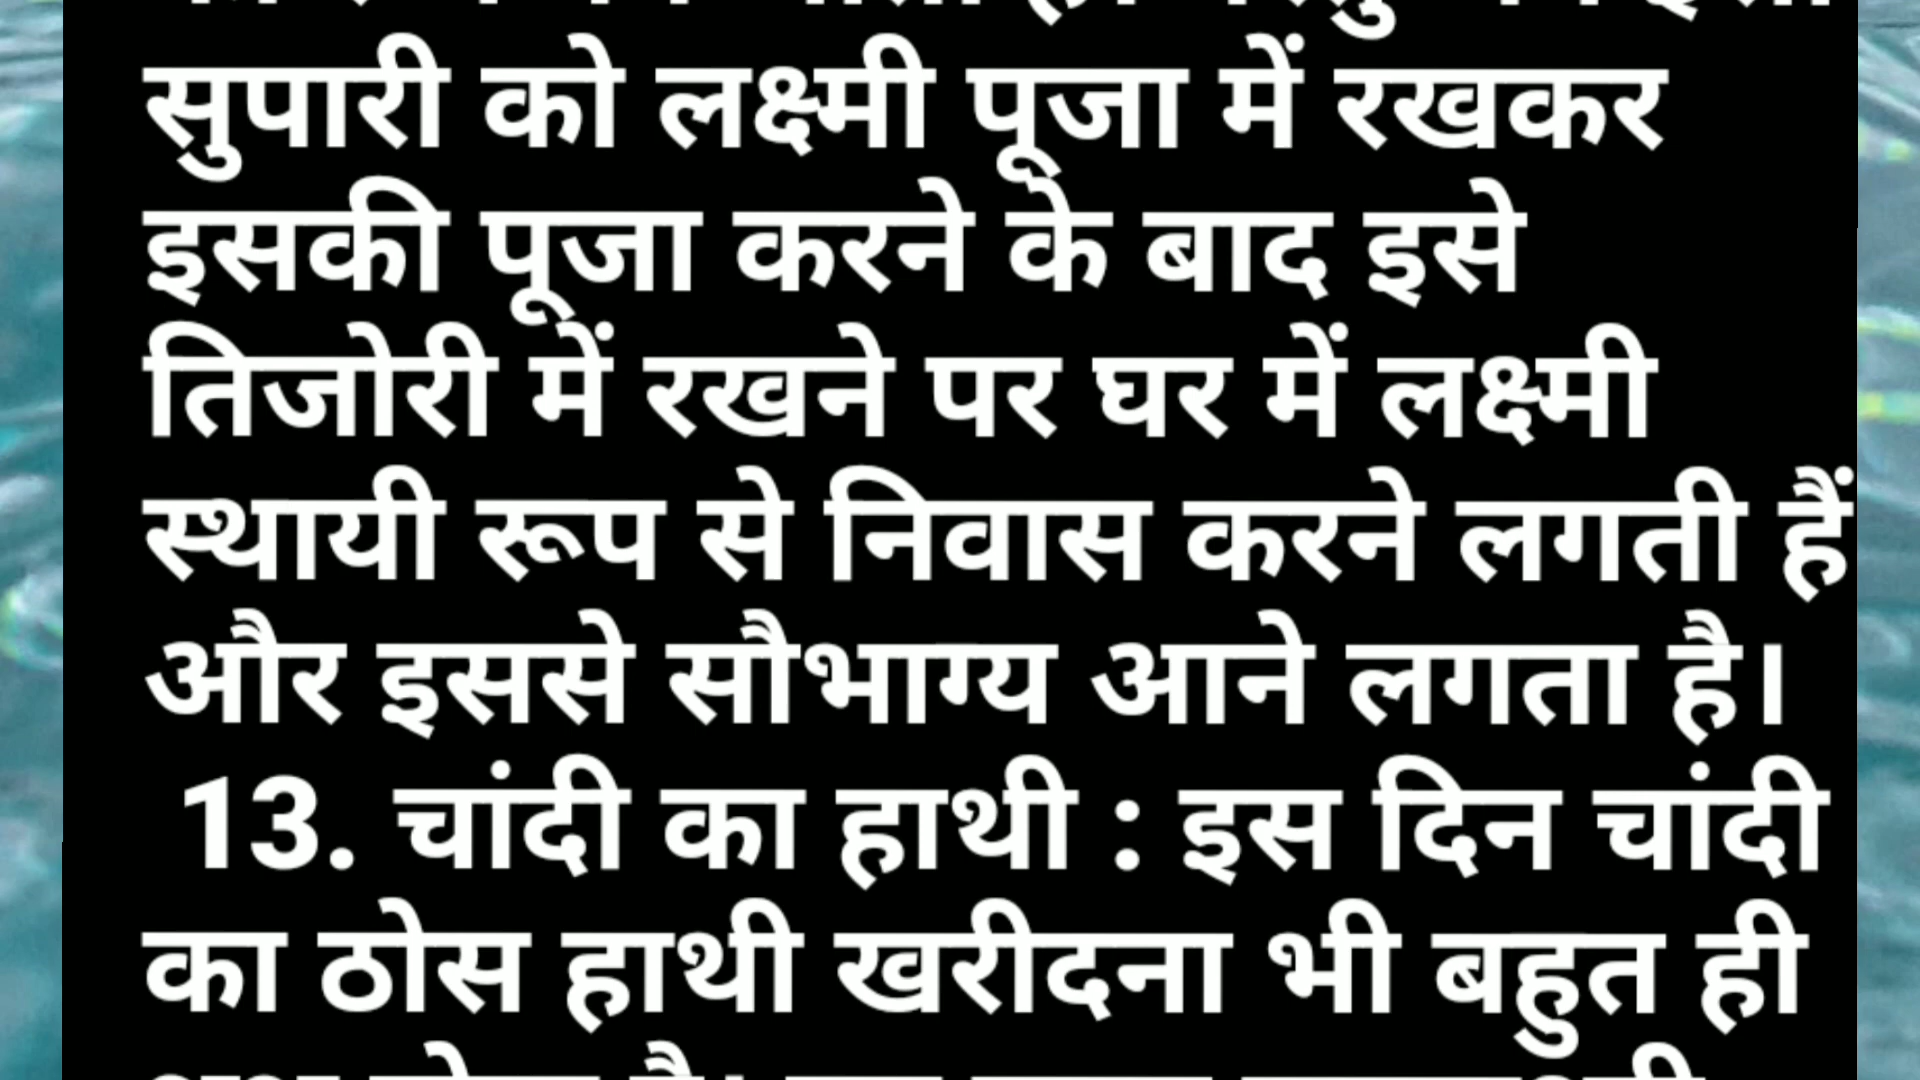 सुपारी को लक्ष्मी पूजा में रखकर
इसकी पूजा करने के बाद इसे
तिजोरी में रखने पर घर में लक्ष्मी
स्थायी रूप से निवास करने लगती हैं
और इससे सौभाग्य आने लगता है।
13. चांदी का हाथी : इस दिन चांदी
का ठोस हाथी खरीदना भी बहुत ही